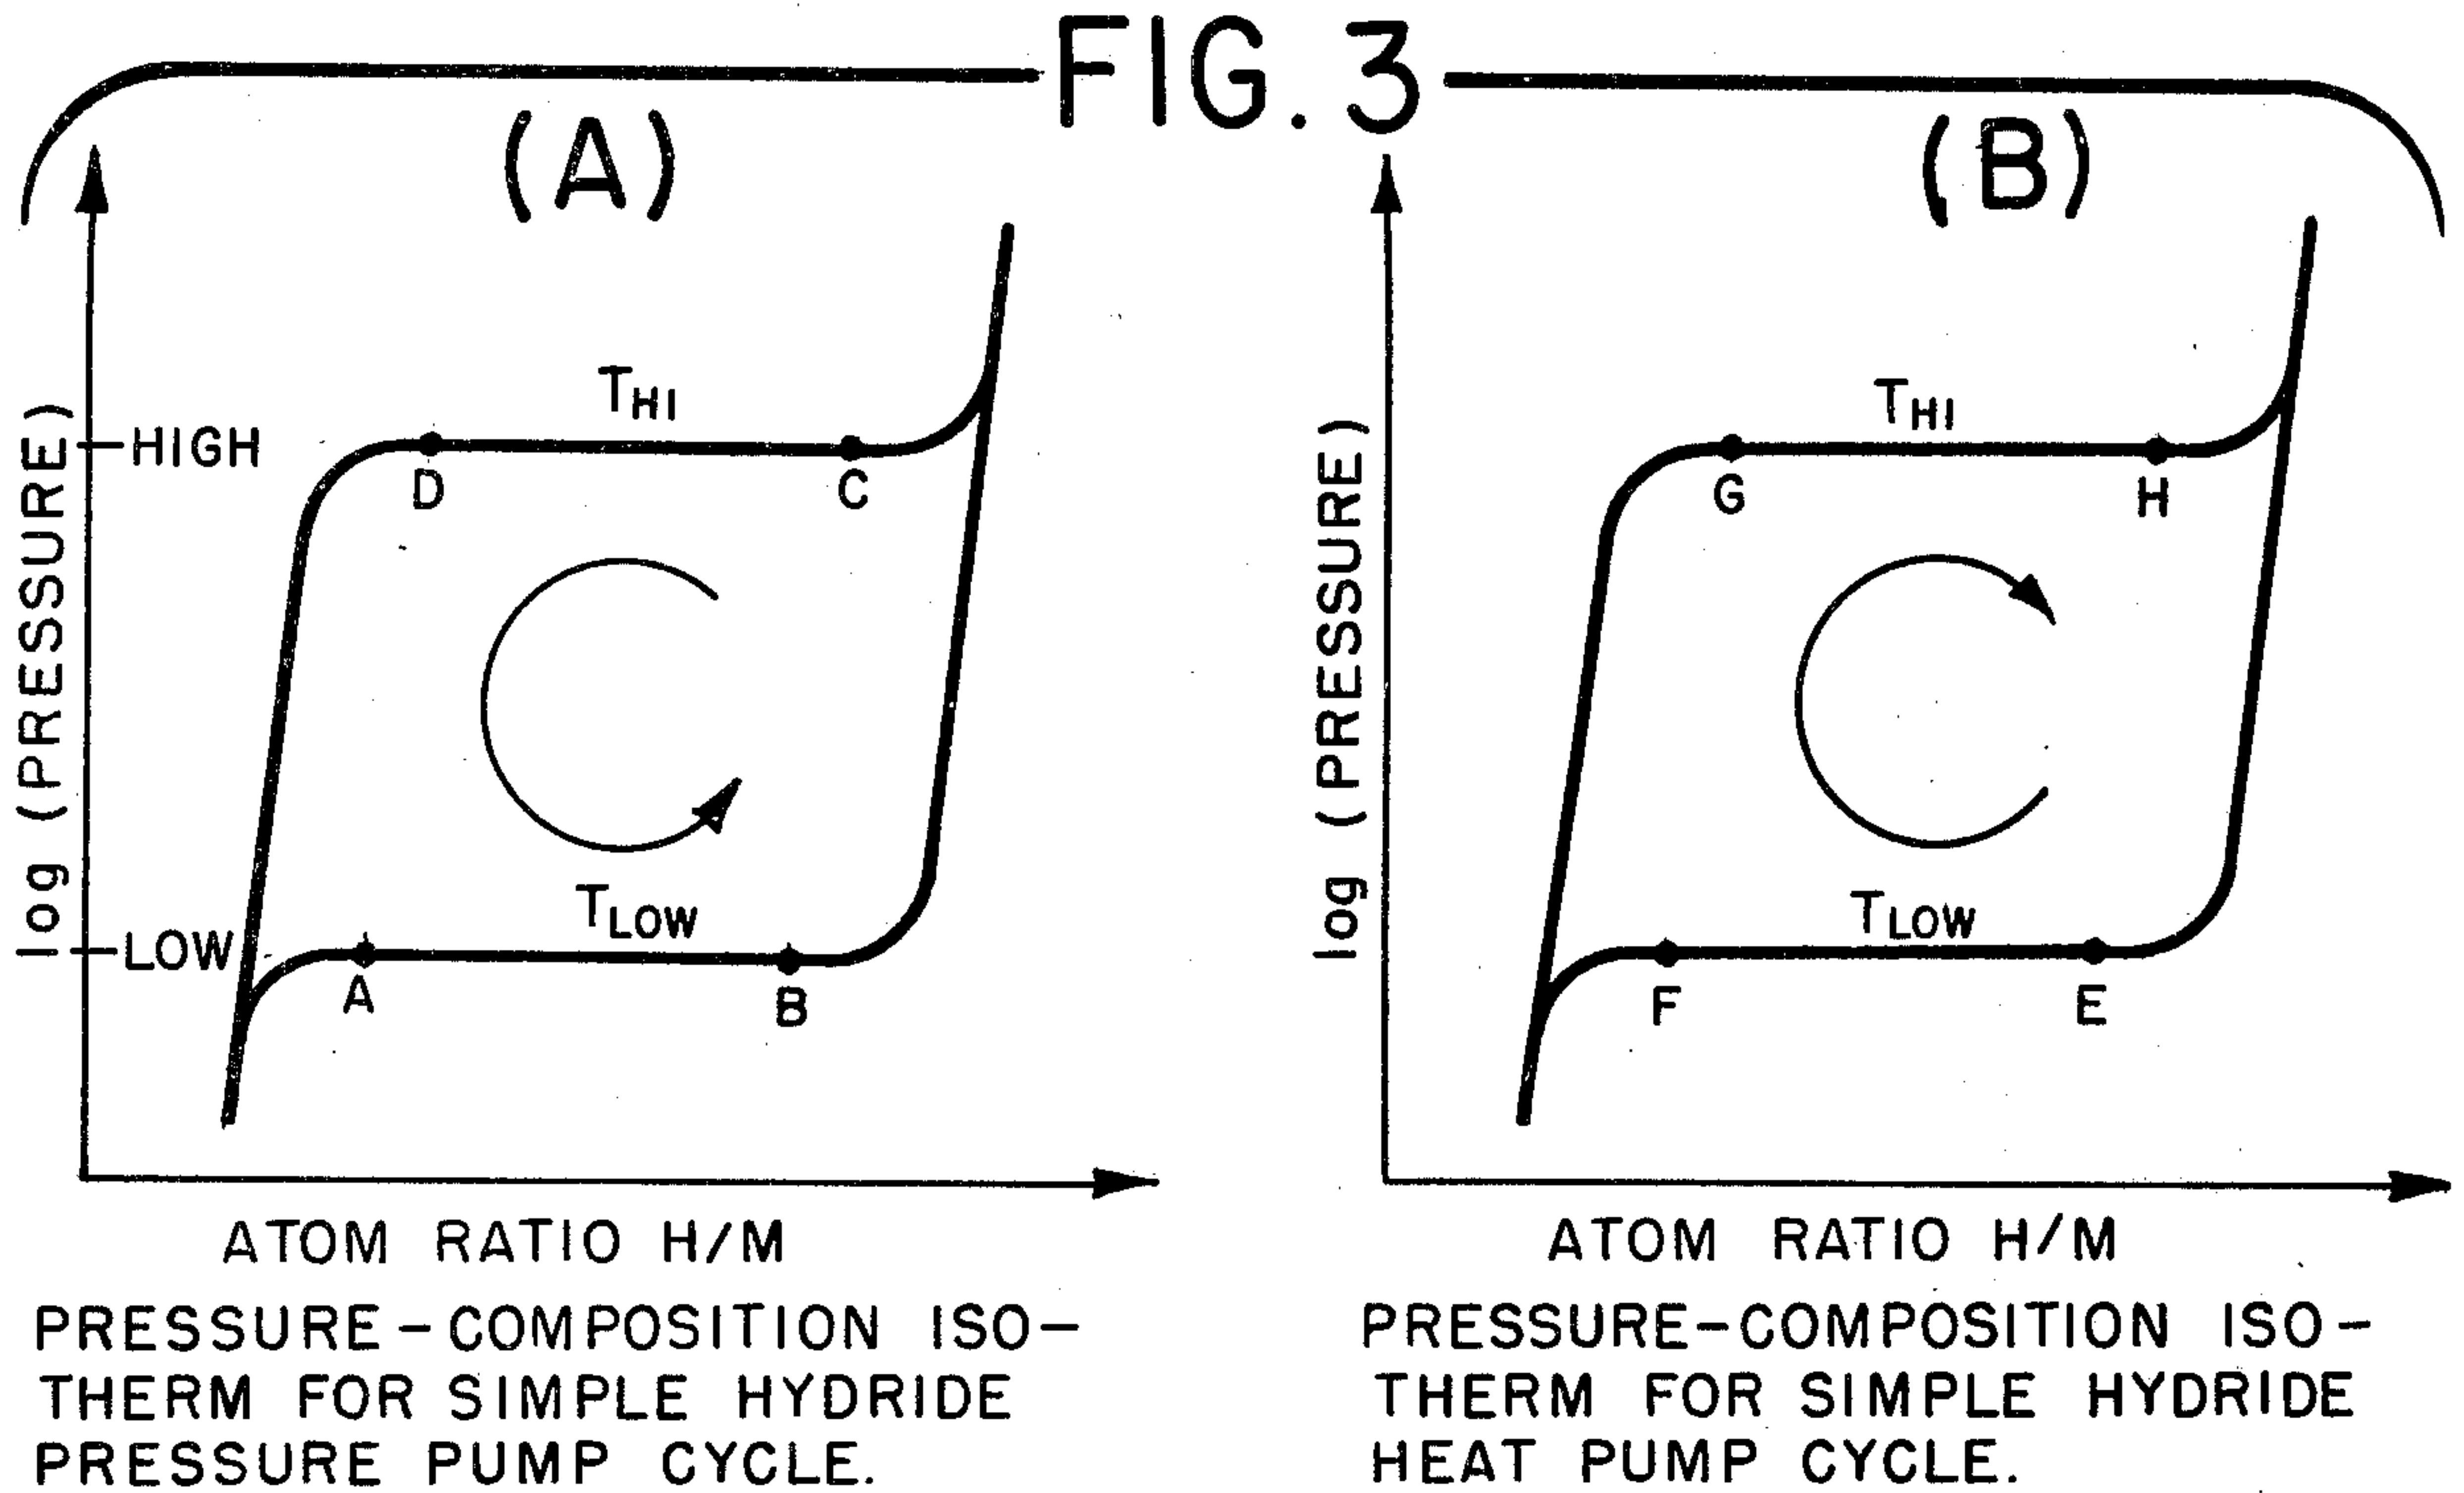 FIG. 3
(A)
log (PRESSURE)
HIGH
LOW
THI
D
C
TLOW
A
B
ATOM RATIO H/M
PRESSURE-COMPOSITION ISO-
THERM FOR SIMPLE HYDRIDE
PRESSURE PUMP CYCLE.
(B)
log (PRESSURE)
THI
G
H
TLOW
F
E
ATOM RATIO H/M
PRESSURE-COMPOSITION ISO-
THERM FOR SIMPLE HYDRIDE
HEAT PUMP CYCLE.